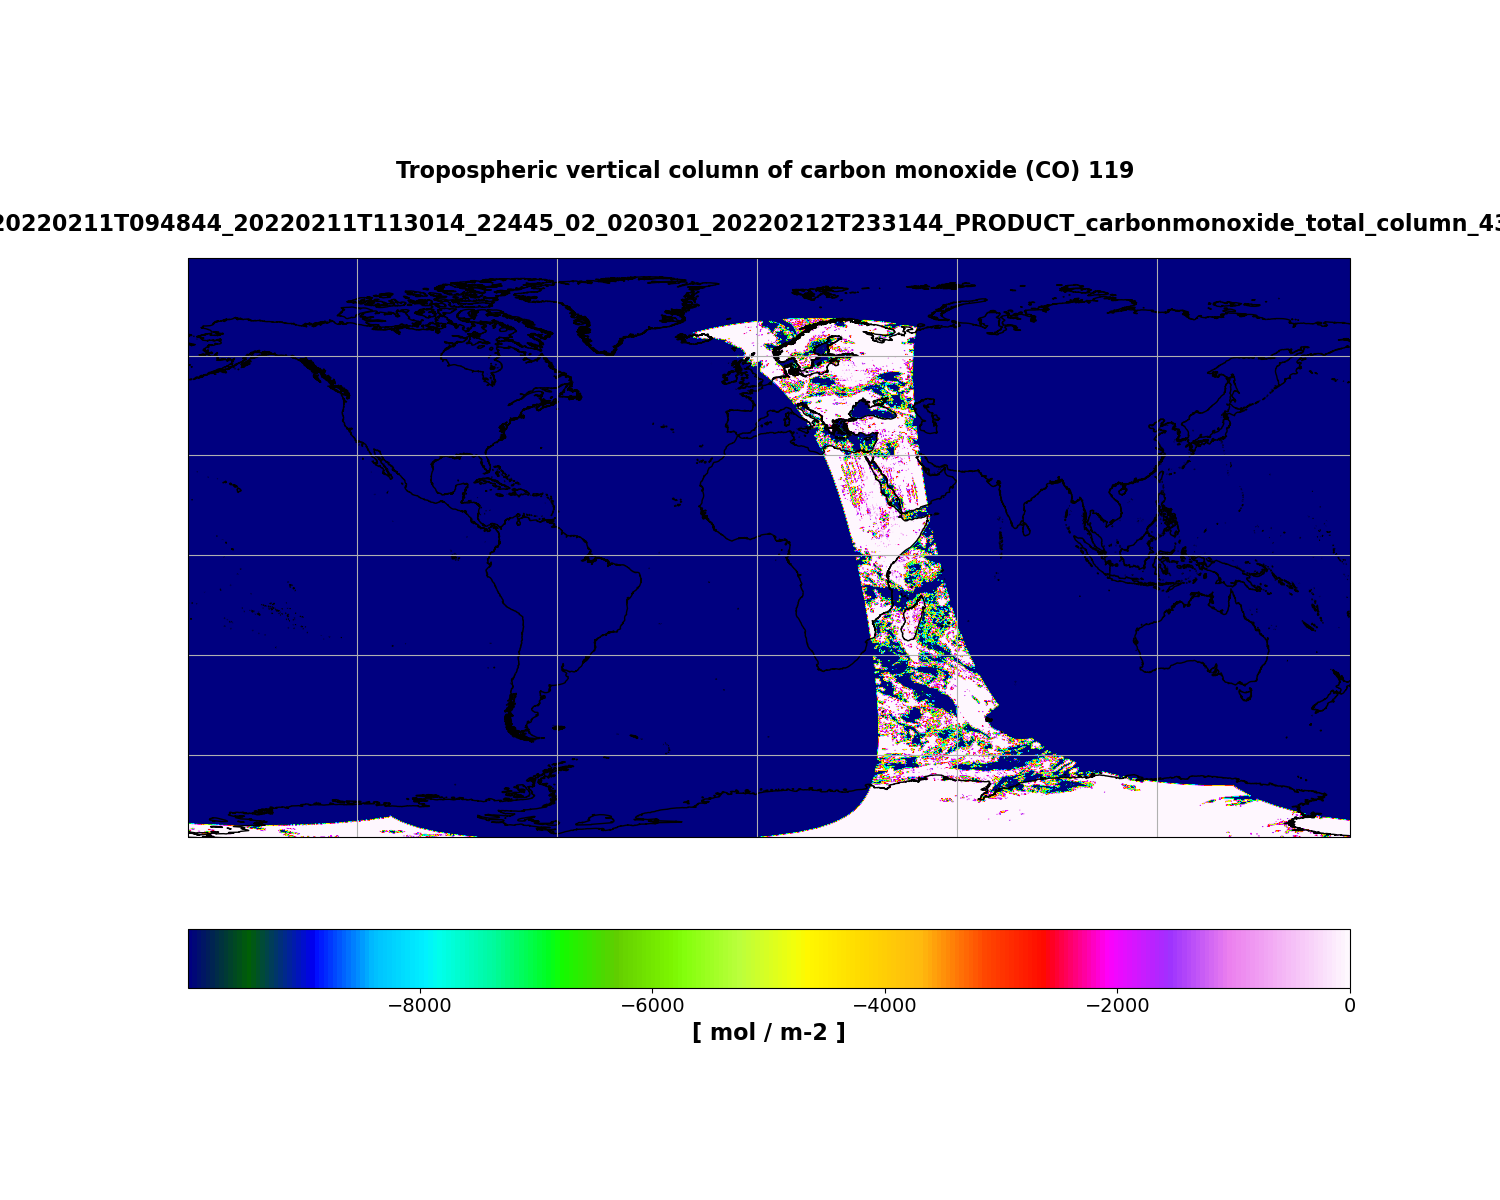 Tropospheric vertical column of carbon monoxide (CO) 119
20220211T094844_20220211T113014_22445_02_020301_20220212T233144_PRODUCT_carbonmonoxide_total_column_43
−8000 −6000 −4000 −2000 0
[ mol / m-2 ]